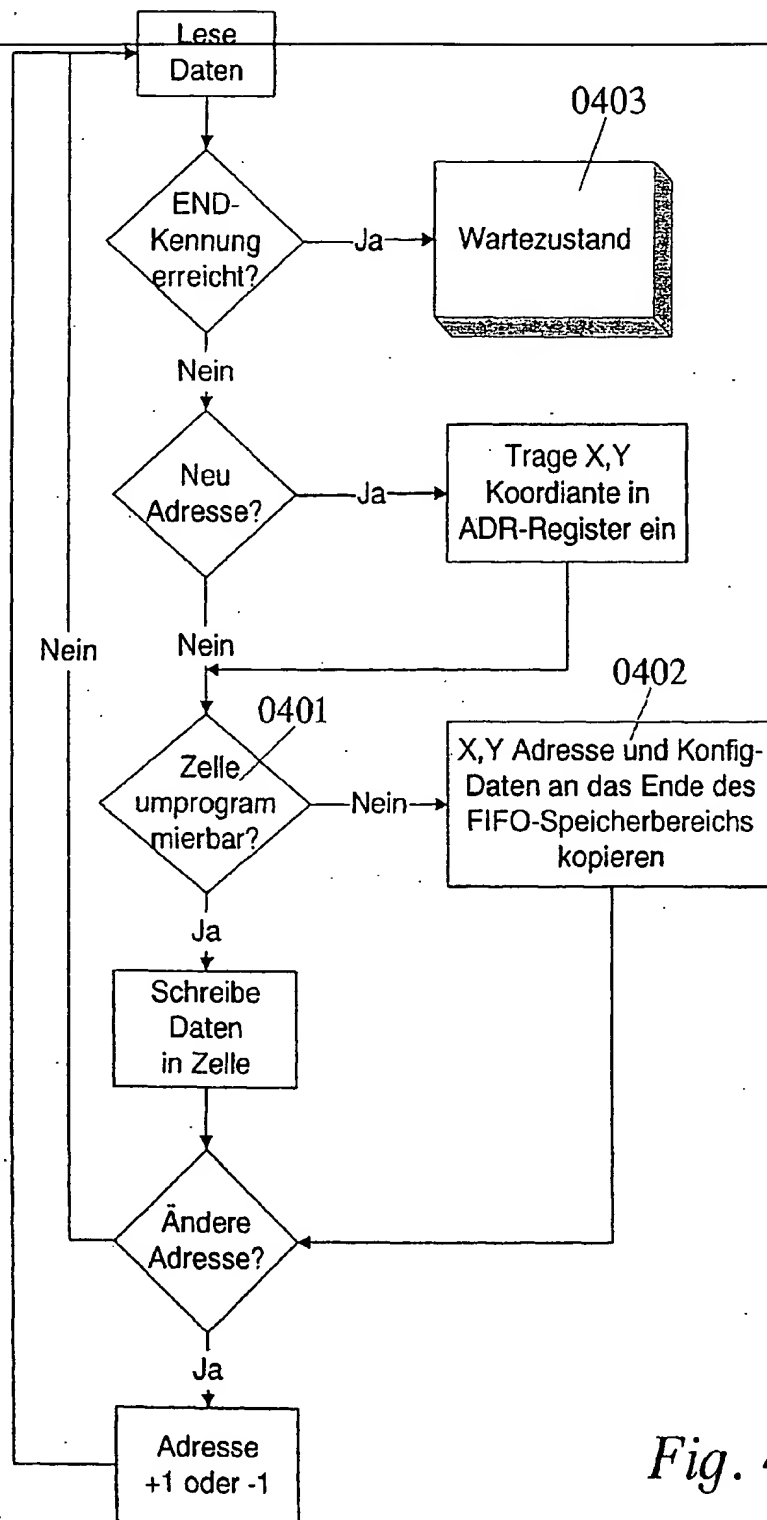 Lese
Daten
0403
END-
Kennung
erreicht?
Ja
Wartezustand
Nein
Neu
Adresse?
Ja
Trage X,Y
Koordiante in
ADR-Register ein
Nein
Nein
0402
0401
Zelle
umprogram
mierbar?
Nein
X,Y Adresse und Konfig-
Daten an das Ende des
FIFO-Speicherbereichs
kopieren
Ja
Schreibe
Daten
in Zelle
Ändere
Adresse?
Ja
Adresse
+1 oder -1
Fig.